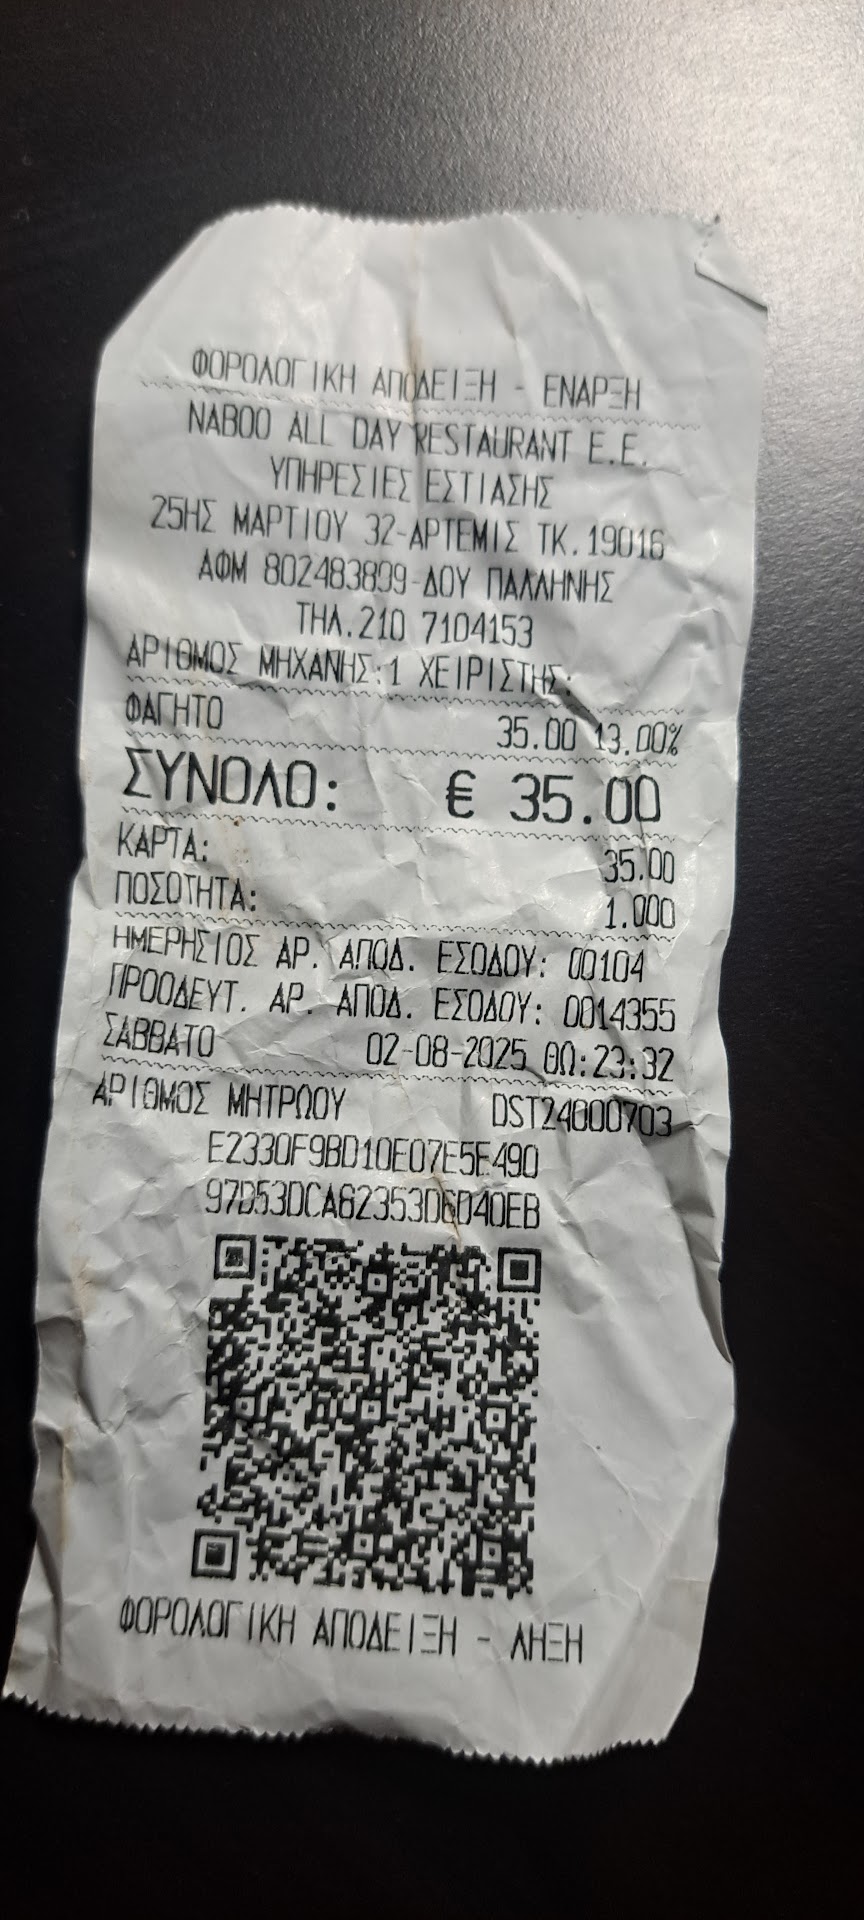 ΦΟΡΟΛΟΓΙΚΗ ΑΠΟΔΕΙΞΗ - ΕΝΑΡΞΗ
NABOO ALL DAY RESTAURANT E.E.
ΥΠΗΡΕΣΙΕΣ ΕΣΤΙΑΣΗΣ
25ΗΣ ΜΑΡΤΙΟΥ 32-ΑΡΤΕΜΙΣ ΤΚ.19016
ΑΦΜ 802483899-ΔΟΥ ΠΑΛΛΗΝΗΣ
ΤΗΛ.210 7104153
ΑΡΙΘΜΟΣ ΜΗΧΑΝΗΣ:1 ΧΕΙΡΙΣΤΗΣ:
ΦΑΓΗΤΟ 35.00 13.00%
ΣΥΝΟΛΟ: € 35.00
ΚΑΡΤΑ: 35.00
ΠΟΣΟΤΗΤΑ: 1.000
ΗΜΕΡΗΣΙΟΣ ΑΡ. ΑΠΟΔ. ΕΣΟΔΟΥ: 00104
ΠΡΟΟΔΕΥΤ. ΑΡ. ΑΠΟΔ. ΕΣΟΔΟΥ: 0014355
ΣΑΒΒΑΤΟ 02-08-2025 ΘΩ:23:32
ΑΡΙΘΜΟΣ ΜΗΤΡΩΟΥ DST24000703
E2330F9BD10E07E5E490
97D53DCA62353D6D40EB
ΦΟΡΟΛΟΓΙΚΗ ΑΠΟΔΕΙΞΗ - ΛΗΞΗ